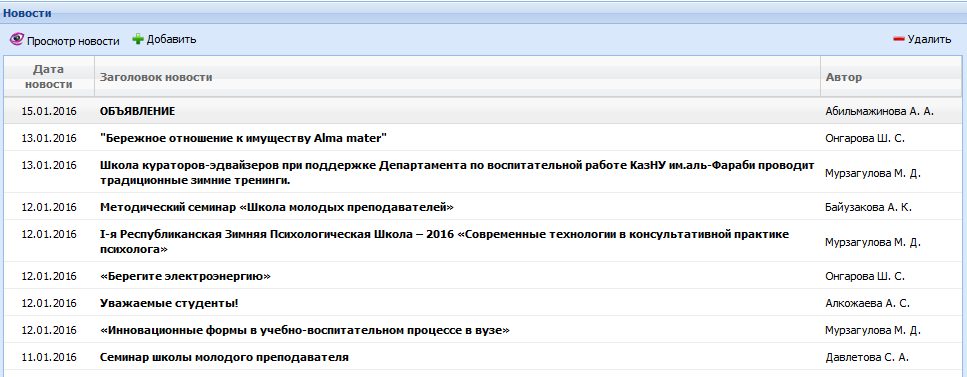 Новости
Просмотр новости Добавить Удалить
Дата новости Заголовок новости Автор
15.01.2016 ОБЪЯВЛЕНИЕ Абильмажинова А. А.
13.01.2016 "Бережное отношение к имуществу Alma mater" Онгарова Ш. С.
13.01.2016 Школа кураторов-эдвайзеров при поддержке Департамента по воспитательной работе КазНУ им.аль-Фараби проводит
традиционные зимние тренинги. Мурзагулова М. Д.
12.01.2016 Методический семинар «Школа молодых преподавателей» Байузакова А. К.
12.01.2016 I-я Республиканская Зимняя Психологическая Школа – 2016 «Современные технологии в консультативной практике
психолога» Мурзагулова М. Д.
12.01.2016 «Берегите электроэнергию» Онгарова Ш. С.
12.01.2016 Уважаемые студенты! Алкожаева А. С.
12.01.2016 «Инновационные формы в учебно-воспитательном процессе в вузе» Мурзагулова М. Д.
11.01.2016 Семинар школы молодого преподавателя Давлетова С. А.